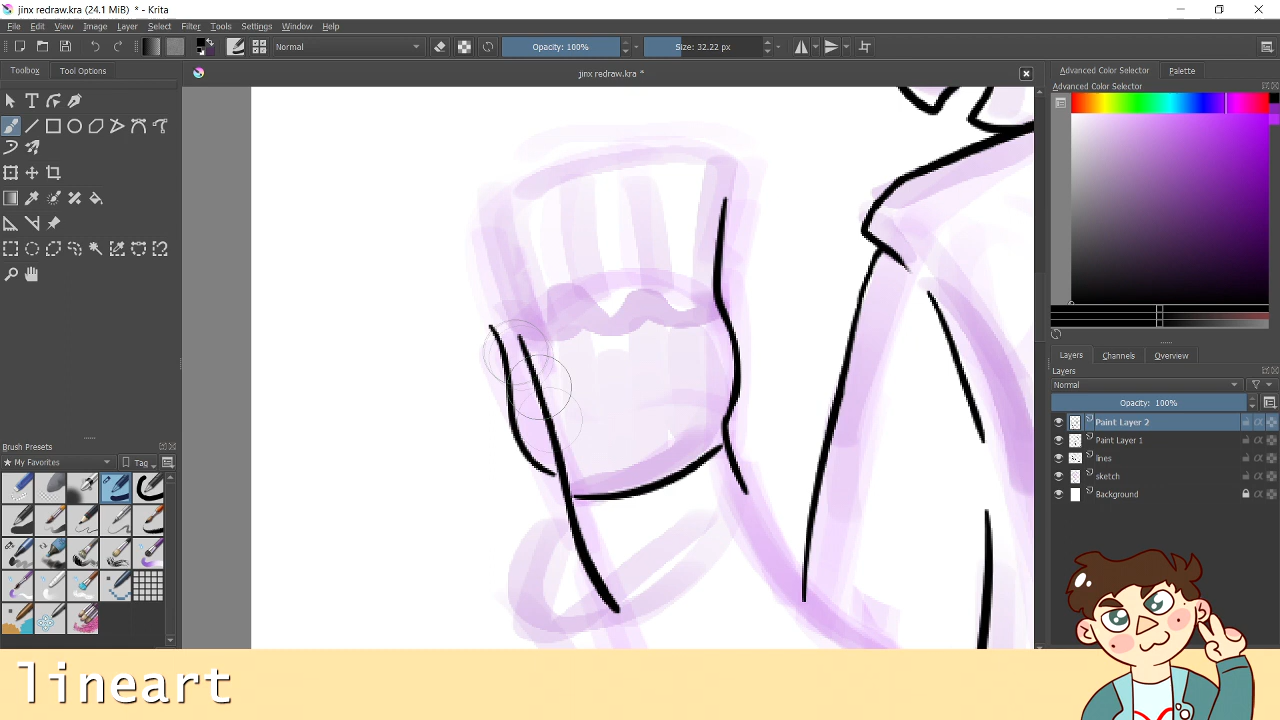 jinx redraw.kra (24.1 MiB) * - Krita
File Edit View Image Layer Select Filter Tools Settings Window Help
Normal Opacity: 100% Size: 32.22 px
Toolbox Tool Options
jinx redraw.kra *
Advanced Color Selector Palette
Advanced Color Selector
Layers Channels Overview
Layers
Normal
Opacity: 100%
Paint Layer 2
Paint Layer 1
lines
sketch
Background
Brush Presets
★ My Favorites Tag
lineart